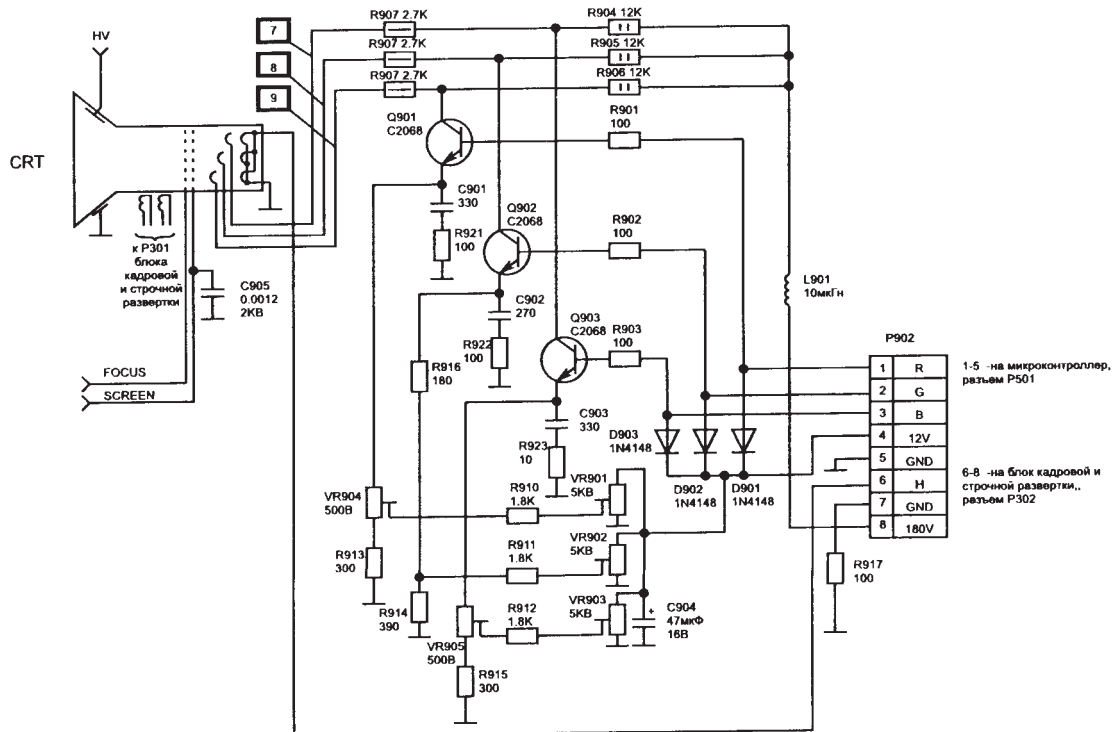 HV
CRT
7
8
9
R907 2.7K
R907 2.7K
R907 2.7K
R904 12K
R905 12K
R906 12K
Q901
C2068
R901
100
C901
330
R921
100
Q902
C2068
R902
100
C902
270
R922
100
Q903
C2068
R903
100
L901
10мкГн
к P301
блока
кадровой
и строчной
развертки
C905
0.0012
2КВ
FOCUS
SCREEN
R916
180
C903
330
R923
10
D903
1N4148
D902
1N4148
D901
1N4148
P902
1 R
2 G
3 B
4 12V
5 GND
6 H
7 GND
8 180V
1-5 -на микроконтроллер,
разъем P501
6-8 -на блок кадровой и
строчной развертки,,
разъем P302
VR904
500B
R910
1.8K
VR901
5KB
R913
300
R911
1.8K
VR902
5KB
R914
390
R912
1.8K
VR903
5KB
C904
+
47мкФ
16В
VR905
500B
R915
300
R917
100